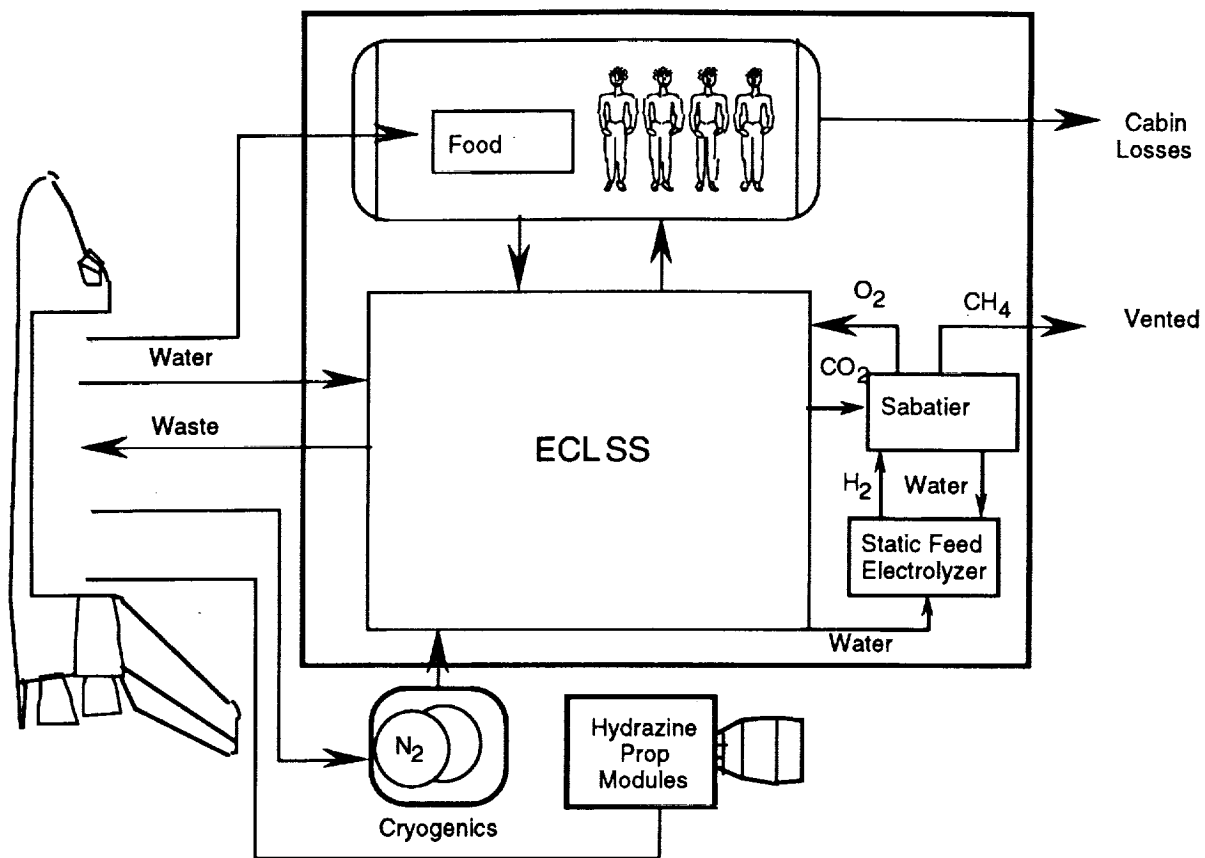 Food
Cabin
Losses
O2
CH4
Vented
Water
CO2
Sabatier
Waste
ECLSS
H2
Water
Static Feed
Electrolyzer
Water
N2
Hydrazine
Prop
Modules
Cryogenics